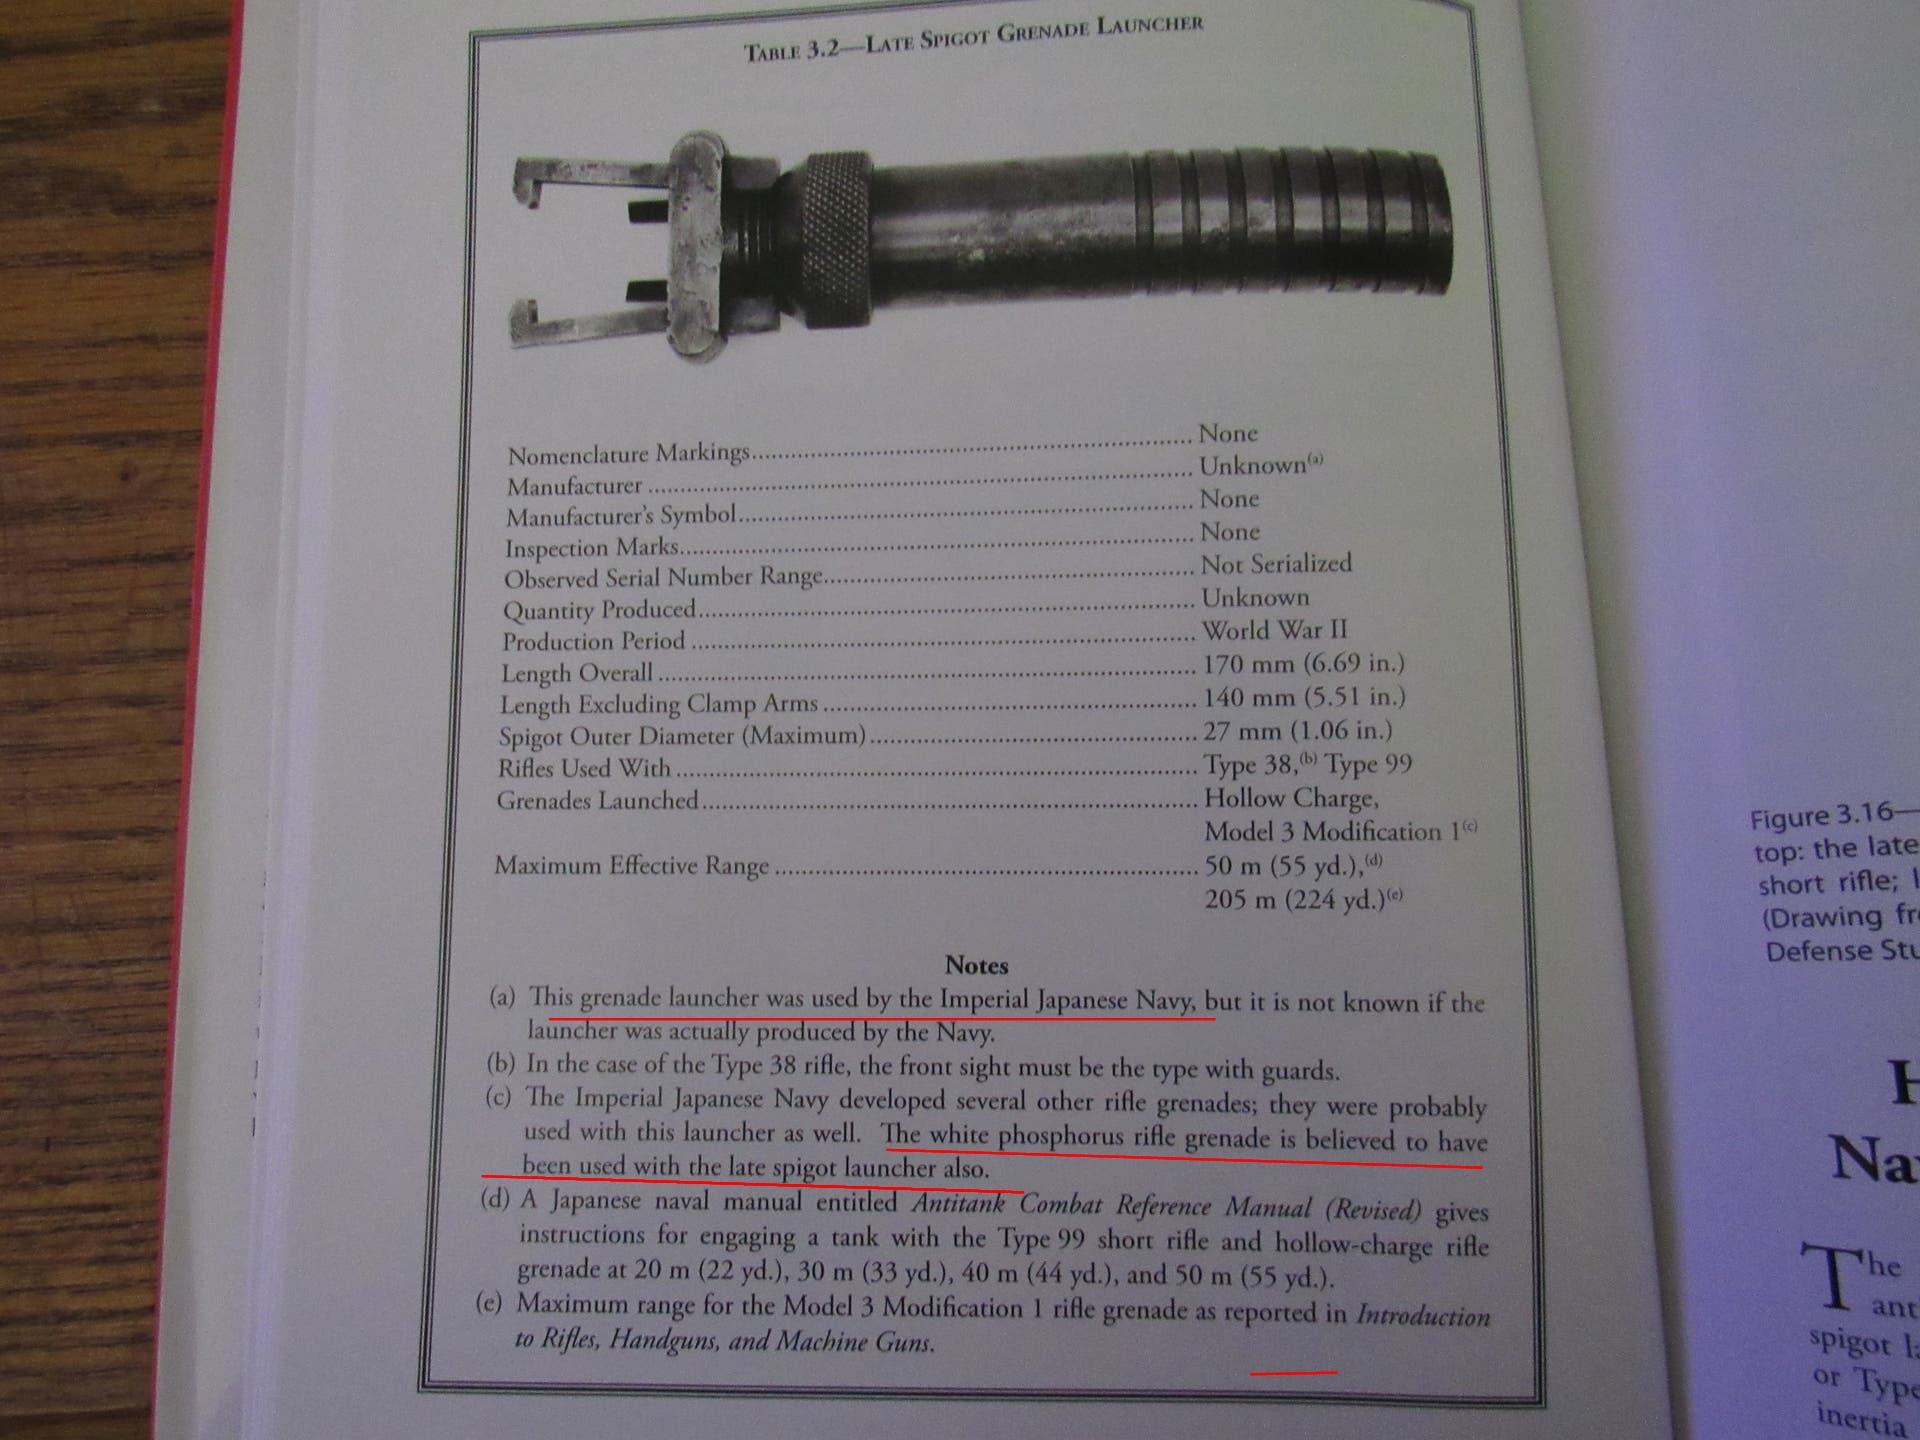 TABLE 3.2—LATE SPIGOT GRENADE LAUNCHER
Nomenclature Markings.......... None
Manufacturer .......... Unknown(a)
Manufacturer's Symbol.......... None
Inspection Marks.......... None
Observed Serial Number Range.......... Not Serialized
Quantity Produced.......... Unknown
Production Period .......... World War II
Length Overall .......... 170 mm (6.69 in.)
Length Excluding Clamp Arms .......... 140 mm (5.51 in.)
Spigot Outer Diameter (Maximum).......... 27 mm (1.06 in.)
Rifles Used With .......... Type 38,(b) Type 99
Grenades Launched.......... Hollow Charge,
Model 3 Modification 1(c)
Maximum Effective Range .......... 50 m (55 yd.),(d)
205 m (224 yd.)(e)
Notes
(a) This grenade launcher was used by the Imperial Japanese Navy, but it is not known if the
launcher was actually produced by the Navy.
(b) In the case of the Type 38 rifle, the front sight must be the type with guards.
(c) The Imperial Japanese Navy developed several other rifle grenades; they were probably
used with this launcher as well. The white phosphorus rifle grenade is believed to have
been used with the late spigot launcher also.
(d) A Japanese naval manual entitled Antitank Combat Reference Manual (Revised) gives
instructions for engaging a tank with the Type 99 short rifle and hollow-charge rifle
grenade at 20 m (22 yd.), 30 m (33 yd.), 40 m (44 yd.), and 50 m (55 yd.).
(e) Maximum range for the Model 3 Modification 1 rifle grenade as reported in Introduction
to Rifles, Handguns, and Machine Guns.
Figure 3.16—
top: the late
short rifle; l
(Drawing fr
Defense Stu
H
Na
The
ant
spigot la
or Type
inertia